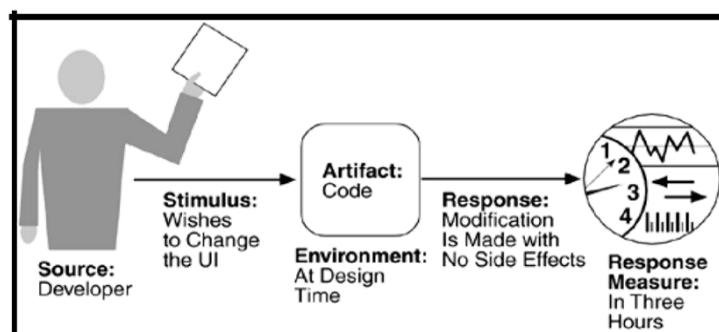 Source:
Developer
Stimulus:
Wishes
to Change
the UI
Artifact:
Code
Environment:
At Design
Time
Response:
Modification
Is Made with
No Side Effects
1
2
3
4
Response
Measure:
In Three
Hours